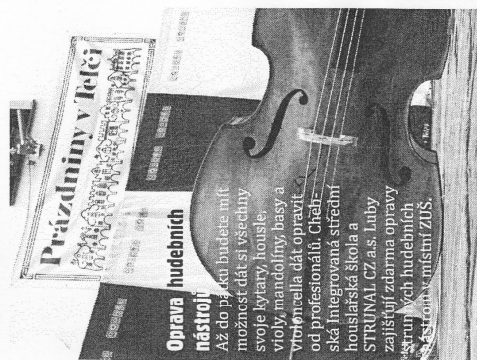 Prázdniny v Telči
Oprava hudebních
nástrojů
Až do pátku budete mít
možnost dát si všechny
svoje kytary, housle,
violy, mandolíny, basy a
violoncella dát opravit
od profesionálů. Cheb-
ská Integrovaná střední
houslařská škola a
STRUNAL CZ a.s. Luby
zajišťují zdarma opravy
strunných hudebních
nástrojů v místní ZUŠ.